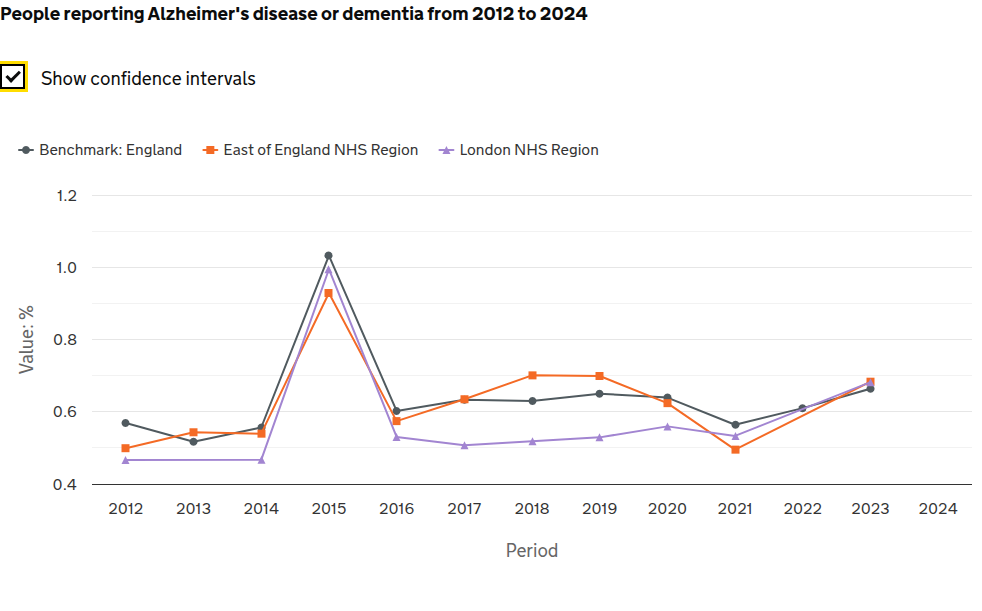 People reporting Alzheimer's disease or dementia from 2012 to 2024
Show confidence intervals
Benchmark: England East of England NHS Region London NHS Region
1.2
1.0
0.8
0.6
0.4
Value: %
2012 2013 2014 2015 2016 2017 2018 2019 2020 2021 2022 2023 2024
Period